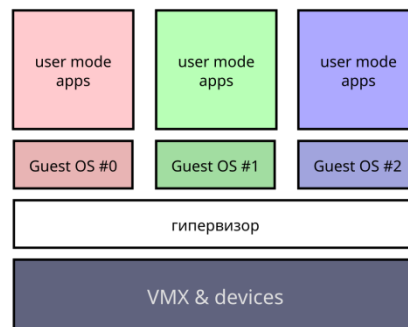 user mode
apps
user mode
apps
user mode
apps
Guest OS #0
Guest OS #1
Guest OS #2
гипервизор
VMX & devices